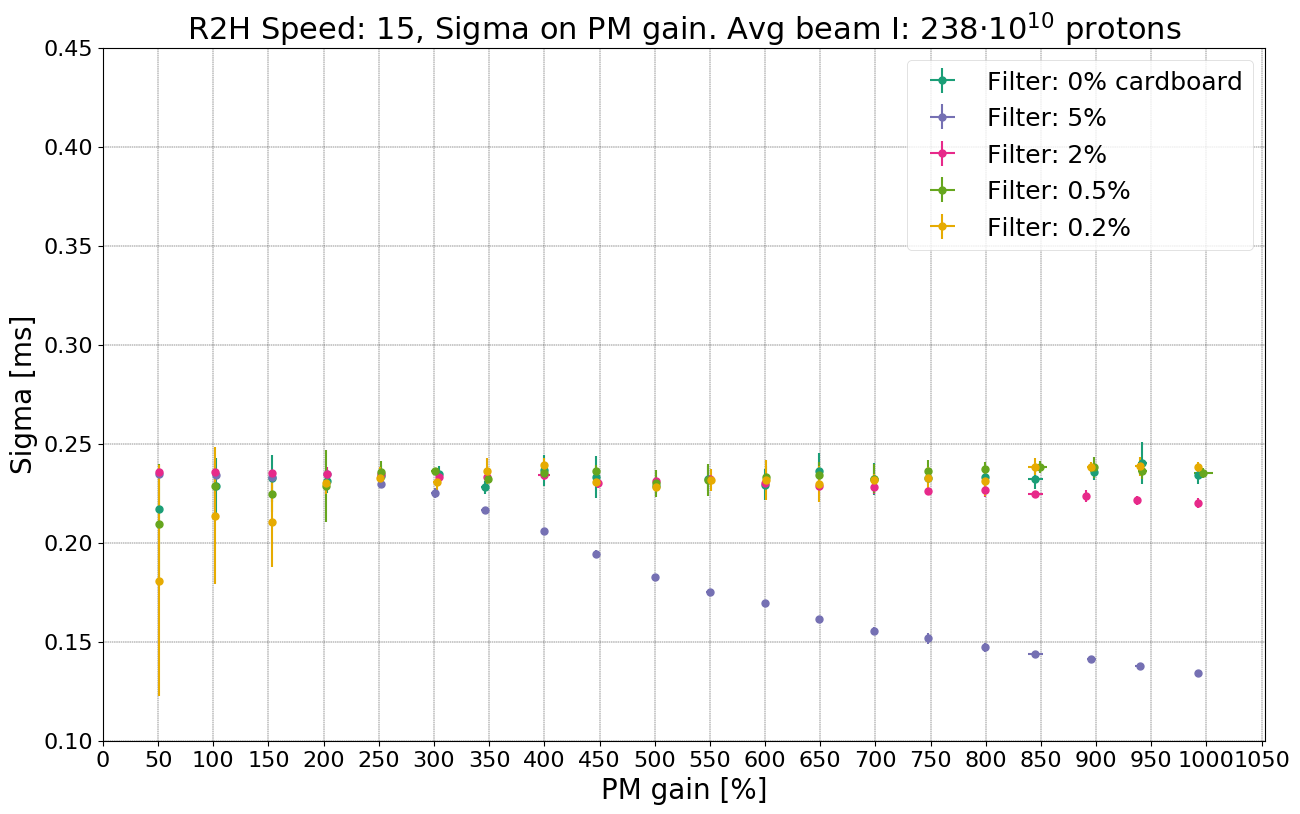 R2H Speed: 15, Sigma on PM gain. Avg beam I: 238·10¹⁰ protons
0.45
0.40
0.35
0.30
0.25
0.20
0.15
0.10
Sigma [ms]
Filter: 0% cardboard
Filter: 5%
Filter: 2%
Filter: 0.5%
Filter: 0.2%
0 50 100 150 200 250 300 350 400 450 500 550 600 650 700 750 800 850 900 950 1000 1050
PM gain [%]